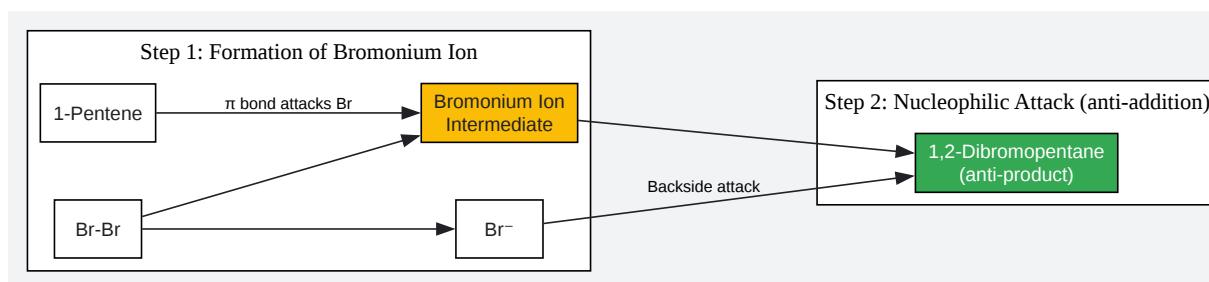 Step 1: Formation of Bromonium Ion
1-Pentene
π bond attacks Br
Bromonium Ion
Intermediate
Br-Br
Br⁻
Step 2: Nucleophilic Attack (anti-addition)
1,2-Dibromopentane
(anti-product)
Backside attack